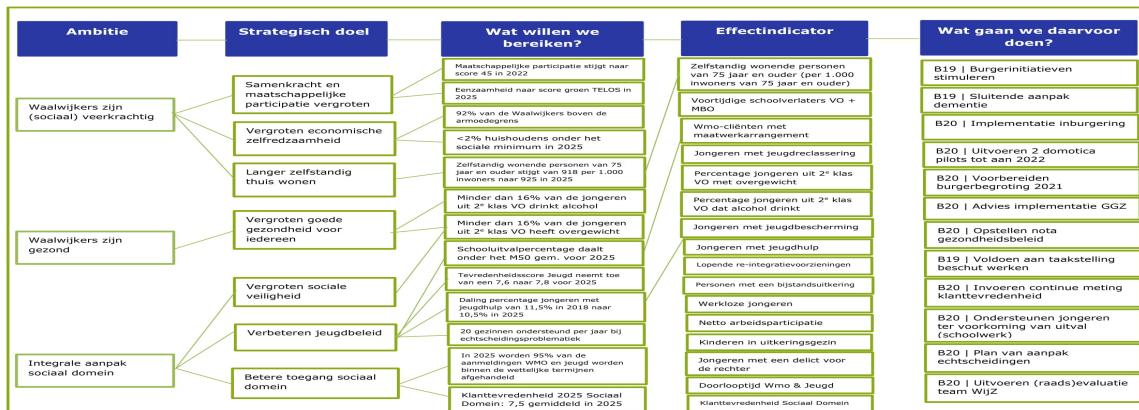 Ambitie
Waalwijkers zijn
(sociaal) veerkrachtig
Waalwijkers zijn
gezond
Integrale aanpak
sociaal domein
Strategisch doel
Samenkracht en
maatschappelijke
participatie vergroten
Vergroten economische
zelfredzaamheid
Langer zelfstandig
thuis wonen
Vergroten goede
gezondheid voor
iedereen
Vergroten sociale
veiligheid
Verbeteren jeugdbeleid
Betere toegang sociaal
domein
Wat willen we
bereiken?
Maatschappelijke participatie stijgt naar
score 45 in 2022
Eenzaamheid naar score groen TELOS in
2025
92% van de Waalwijkers boven de
armoedegrens
<2% huishoudens onder het
sociale minimum in 2025
Zelfstandig wonende personen van 75
jaar en ouder stijgt van 918 per 1.000
inwoners naar 925 in 2025
Minder dan 16% van de jongeren
uit 2e klas VO drinkt alcohol
Minder dan 16% van de jongeren
uit 2e klas VO heeft overgewicht
Schooluitvalpercentage daalt
onder het M50 gem. voor 2025
Tevredenheidsscore Jeugd neemt toe
van een 7,6 naar 7,8 voor 2025
Daling percentage jongeren met
jeugdhulp van 11,5% in 2018 naar
10,5% in 2025
20 gezinnen ondersteund per jaar bij
echtscheidingsproblematiek
In 2025 worden 95% van de
aanmeldingen WMO en jeugd worden
binnen de wettelijke termijnen
afgehandeld
Klanttevredenheid 2025 Sociaal
Domein: 7,5 gemiddeld in 2025
Effectindicator
Zelfstandig wonende personen
van 75 jaar en ouder (per 1.000
inwoners van 75 jaar en ouder)
Voortijdige schoolverlaters VO +
MBO
Wmo-cliënten met
maatwerkarrangement
Jongeren met jeugdreclassering
Percentage jongeren uit 2e klas
VO met overgewicht
Percentage jongeren uit 2e klas
VO dat alcohol drinkt
Jongeren met jeugdbescherming
Jongeren met jeugdhulp
Lopende re-integratievoorzieningen
Personen met een bijstandsuitkering
Werkloze jongeren
Netto arbeidsparticipatie
Kinderen in uitkeringsgezin
Jongeren met een delict voor
de rechter
Doorlooptijd Wmo & Jeugd
Klanttevredenheid Sociaal Domein
Wat gaan we daarvoor
doen?
B19 | Burgerinitiatieven
stimuleren
B19 | Sluitende aanpak
dementie
B20 | Implementatie inburgering
B20 | Uitvoeren 2 domotica
pilots tot aan 2022
B20 | Voorbereiden
burgerbegroting 2021
B20 | Advies implementatie GGZ
B20 | Opstellen nota
gezondheidsbeleid
B19 | Voldoen aan taakstelling
beschut werken
B20 | Invoeren continue meting
klanttevredenheid
B20 | Ondersteunen jongeren
ter voorkoming van uitval
(schoolwerk)
B20 | Plan van aanpak
echtscheidingen
B20 | Uitvoeren (raads)evaluatie
team WijZ